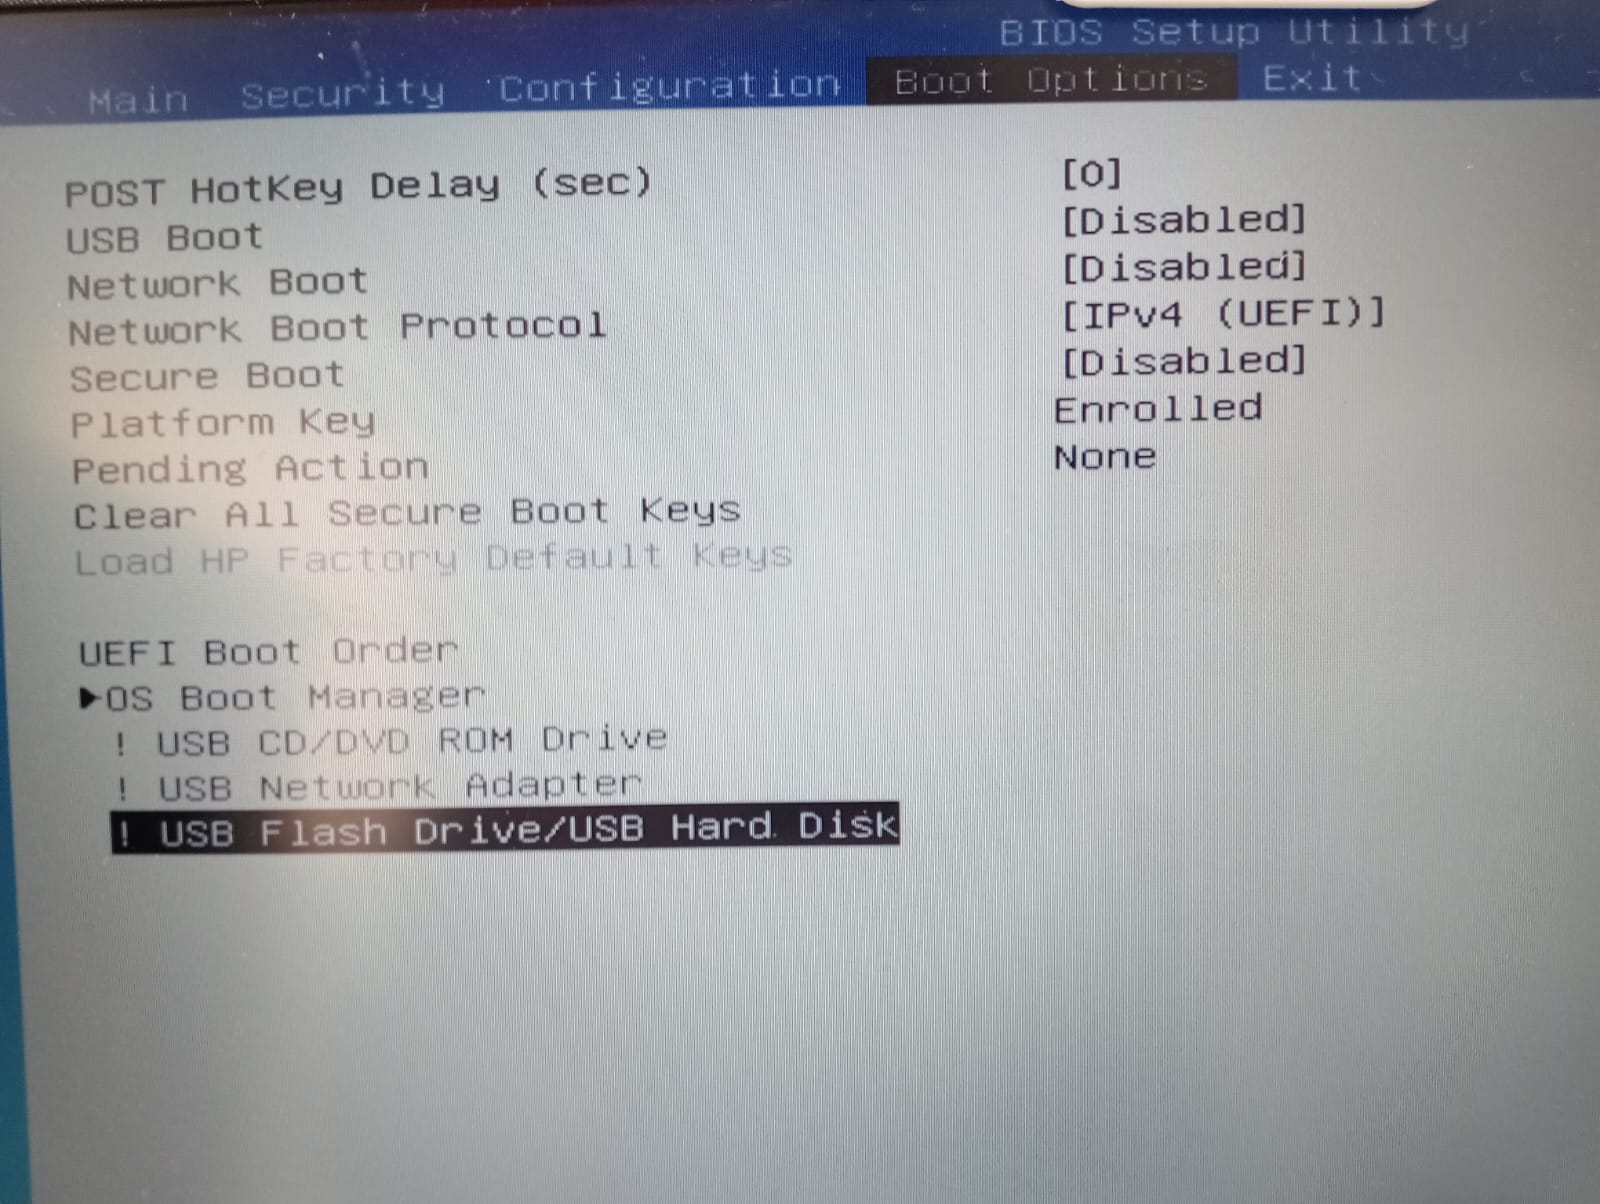 BIOS Setup Utility
Main Security Configuration Boot Options Exit
POST HotKey Delay (sec) [0]
USB Boot [Disabled]
Network Boot [Disabled]
Network Boot Protocol [IPv4 (UEFI)]
Secure Boot [Disabled]
Platform Key Enrolled
Pending Action None
Clear All Secure Boot Keys
Load HP Factory Default Keys
UEFI Boot Order
▶OS Boot Manager
! USB CD/DVD ROM Drive
! USB Network Adapter
! USB Flash Drive/USB Hard Disk